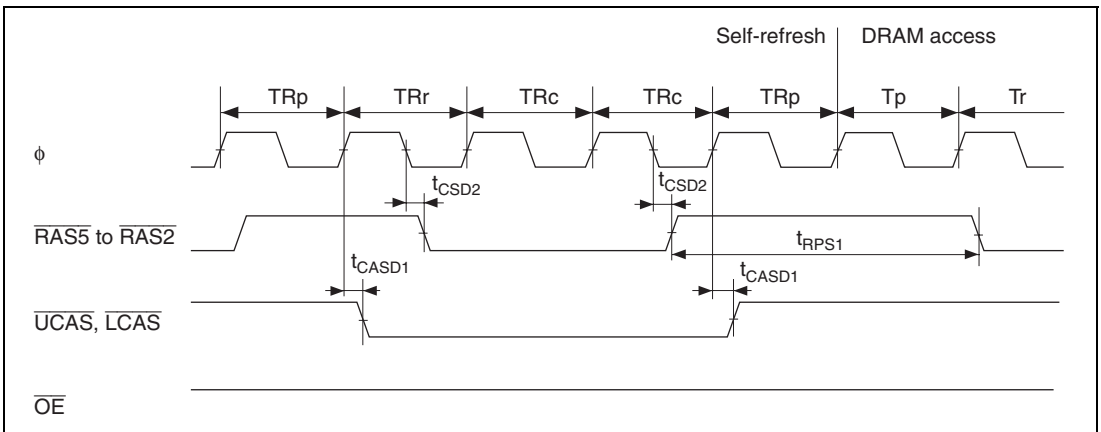 Self-refresh DRAM access
TRp TRr TRc TRc TRp Tp Tr
ϕ
tCSD2 tCSD2
RAS5 to RAS2
tRPS1
tCASD1 tCASD1
UCAS, LCAS
OE